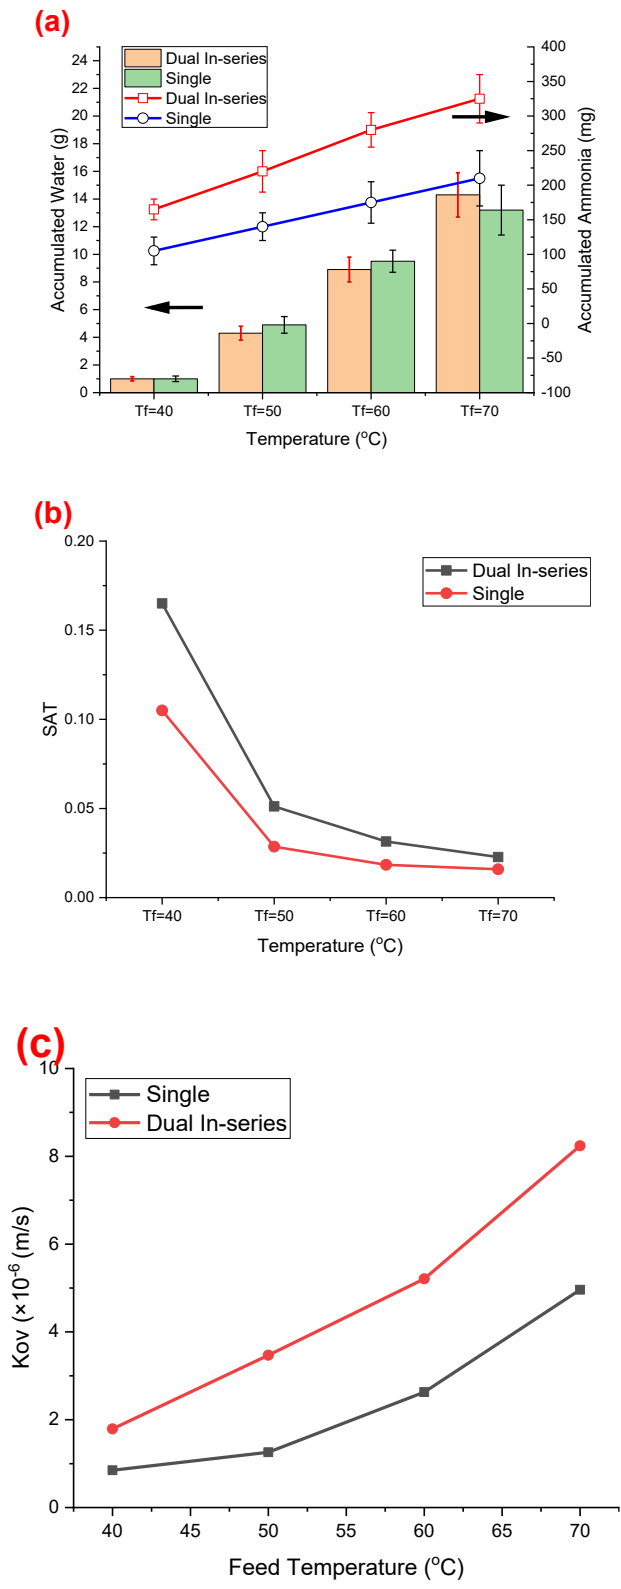 (a)
Dual In-series
Single
Dual In-series
Single
24
22
20
18
16
14
12
10
8
6
4
2
0
Accumulated Water (g)
400
350
300
250
200
150
100
50
0
-50
-100
Accumulated Ammonia (mg)
Tf=40 Tf=50 Tf=60 Tf=70
Temperature (°C)
(b)
Dual In-series
Single
0.20
0.15
0.10
0.05
0.00
SAT
Tf=40 Tf=50 Tf=60 Tf=70
Temperature (°C)
(c)
Single
Dual In-series
10
8
6
4
2
0
Kov (×10⁻⁶ (m/s)
40 45 50 55 60 65 70
Feed Temperature (°C)